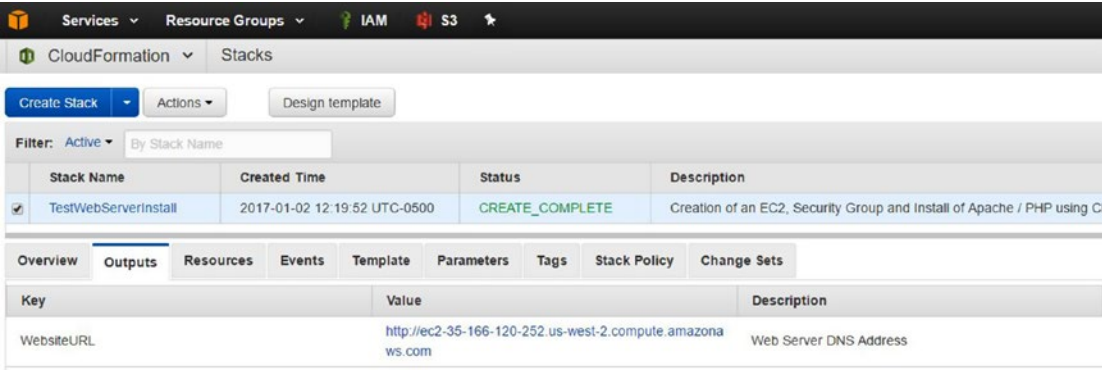 Services Resource Groups IAM S3
CloudFormation Stacks
Create Stack Actions Design template
Filter: Active By Stack Name
Stack Name Created Time Status Description
TestWebServerInstall 2017-01-02 12:19:52 UTC-0500 CREATE_COMPLETE Creation of an EC2, Security Group and Install of Apache / PHP using C
Overview Outputs Resources Events Template Parameters Tags Stack Policy Change Sets
Key Value Description
WebsiteURL http://ec2-35-166-120-252.us-west-2.compute.amazona Web Server DNS Address
ws.com